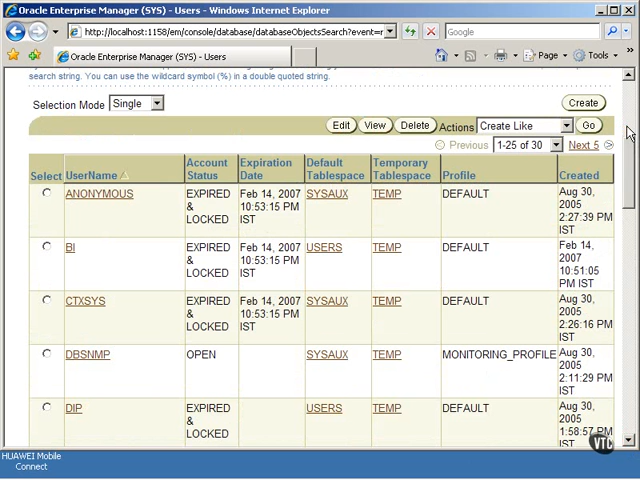 Oracle Enterprise Manager (SYS) - Users - Windows Internet Explorer
http://localhost:1158/em/console/database/databaseObjectsSearch?event=r
Google
Oracle Enterprise Manager (SYS) - Users
Page
Tools
search string. You can use the wildcard symbol (%) in a double quoted string.
Selection Mode Single
Create
Edit View Delete Actions Create Like Go
Previous 1-25 of 30 Next 5
Select UserName Account Status Expiration Date Default Tablespace Temporary Tablespace Profile Created
ANONYMOUS EXPIRED & LOCKED Feb 14, 2007 10:53:15 PM IST SYSAUX TEMP DEFAULT Aug 30, 2005 2:27:39 PM IST
BI EXPIRED & LOCKED Feb 14, 2007 10:53:15 PM IST USERS TEMP DEFAULT Feb 14, 2007 10:51:05 PM IST
CTXSYS EXPIRED & LOCKED Feb 14, 2007 10:53:15 PM IST SYSAUX TEMP DEFAULT Aug 30, 2005 2:26:16 PM IST
DBSNMP OPEN SYSAUX TEMP MONITORING_PROFILE Aug 30, 2005 2:11:29 PM IST
DIP EXPIRED & LOCKED USERS TEMP DEFAULT Aug 30, 2005 1:58:57 PM IST
VTC
HUAWEI Mobile
Connect